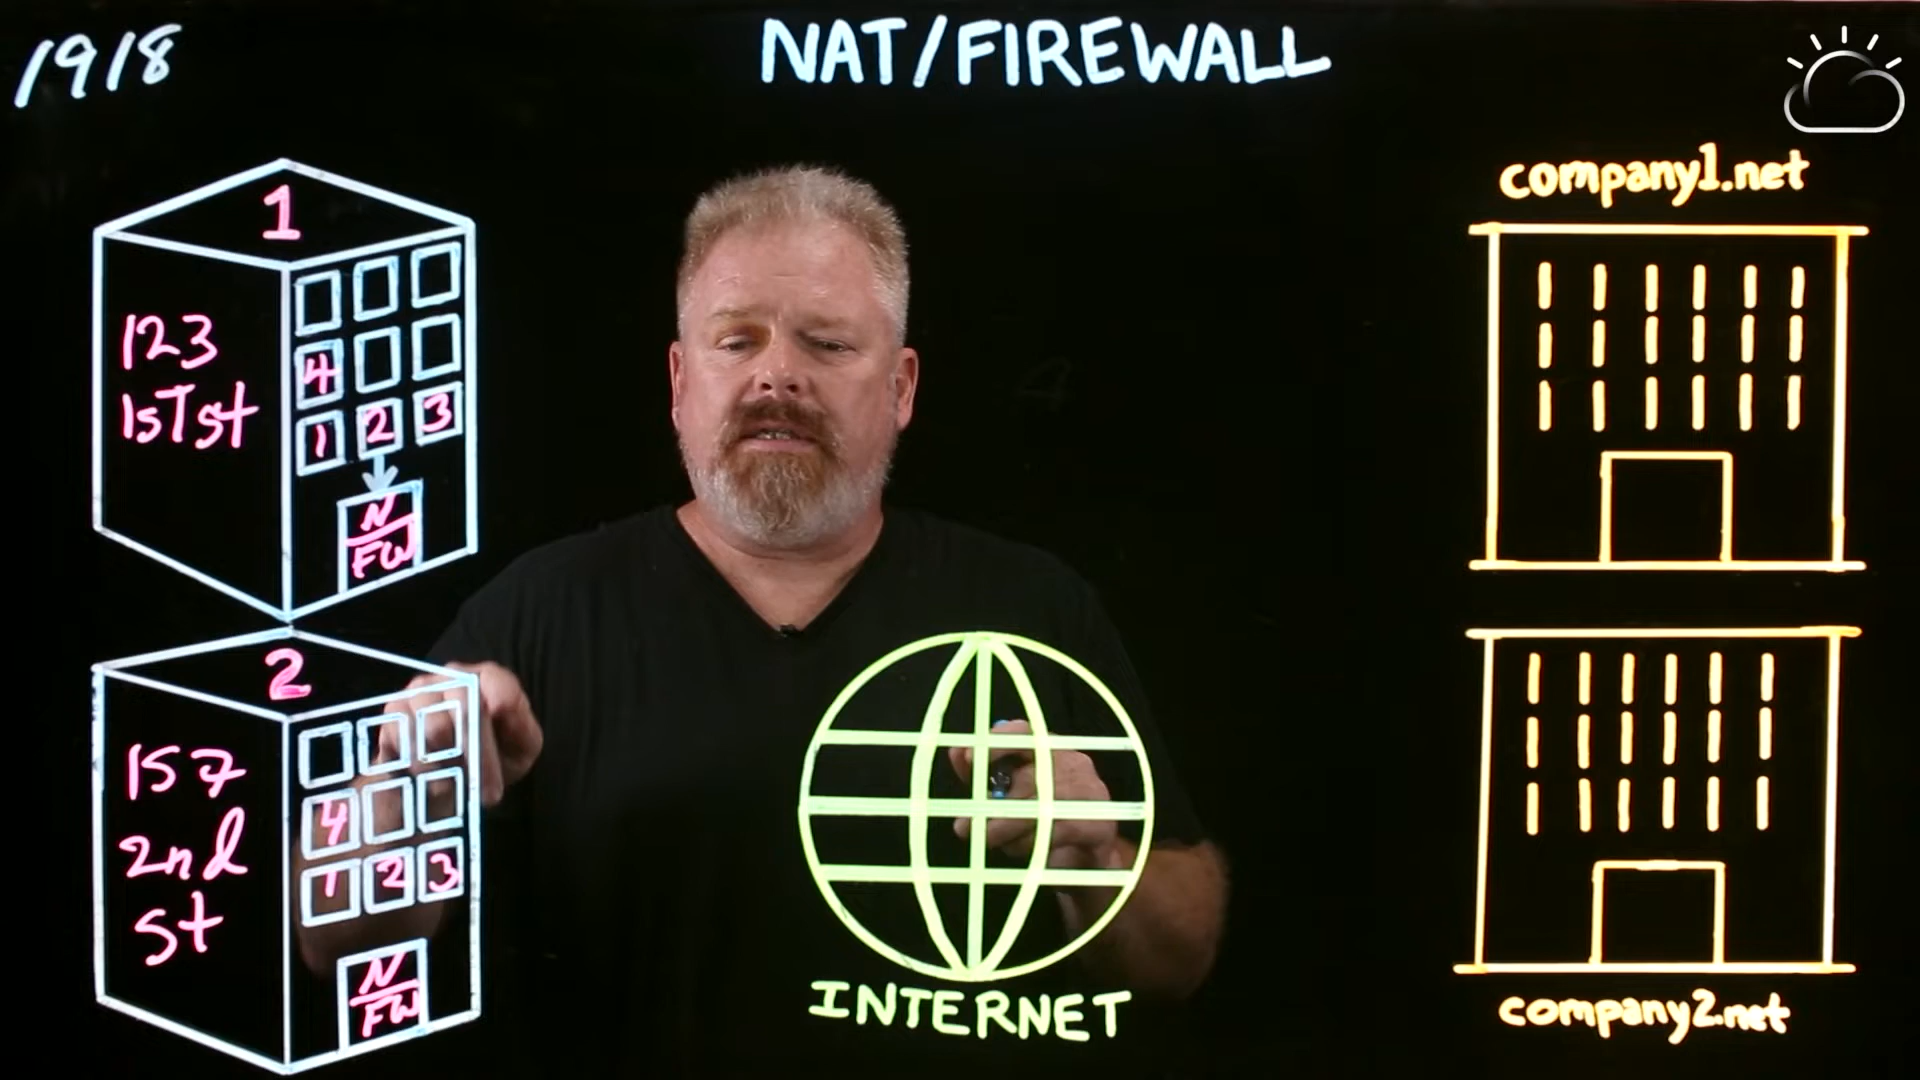 1918
NAT/FIREWALL
company1.net
1
123
1sT st
4
1 2 3
N
FW
2
157
2nd
st
4
1 2 3
N
FW
INTERNET
company2.net